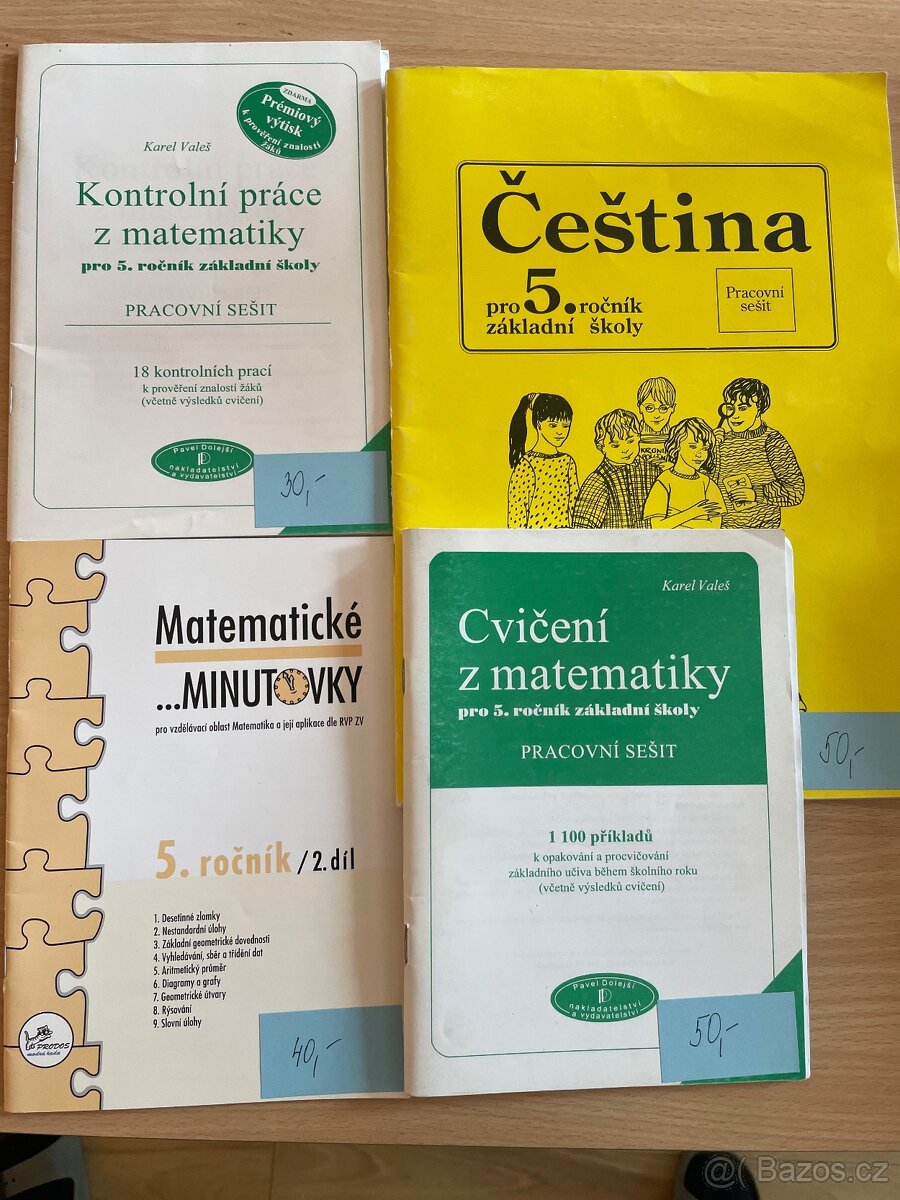 ZDARMA
Prémiový
výtisk
k prověření znalostí
žáků
Karel Valeš
Kontrolní práce
z matematiky
pro 5. ročník základní školy
PRACOVNÍ SEŠIT
18 kontrolních prací
k prověření znalostí žáků
(včetně výsledků cvičení)
Pavel Dolejší
nakladatelství
a vydavatelství
30,-
Čeština
pro 5. ročník
základní školy
Pracovní
sešit
KRONI
50,-
Matematické
...MINUTOVKY
pro vzdělávací oblast Matematika a její aplikace dle RVP ZV
5. ročník / 2. díl
1. Desetinné zlomky
2. Nestandardní úlohy
3. Základní geometrické dovednosti
4. Vyhledávání, sběr a třídění dat
5. Aritmetický průměr
6. Diagramy a grafy
7. Geometrické útvary
8. Rýsování
9. Slovní úlohy
PRODOS
modrá řada
40,-
Karel Valeš
Cvičení
z matematiky
pro 5. ročník základní školy
PRACOVNÍ SEŠIT
1 100 příkladů
k opakování a procvičování
základního učiva během školního roku
(včetně výsledků cvičení)
Pavel Dolejší
nakladatelství
a vydavatelství
50,-
@( Bazos.cz